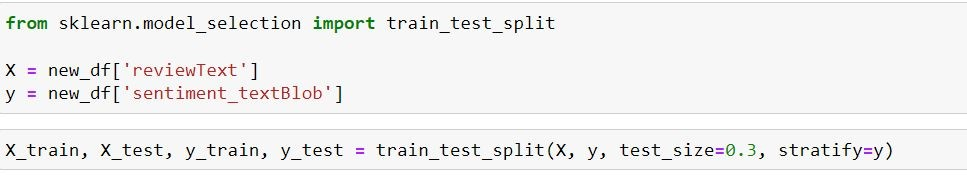 from sklearn.model_selection import train_test_split
X = new_df['reviewText']
y = new_df['sentiment_textBlob']
X_train, X_test, y_train, y_test = train_test_split(X, y, test_size=0.3, stratify=y)